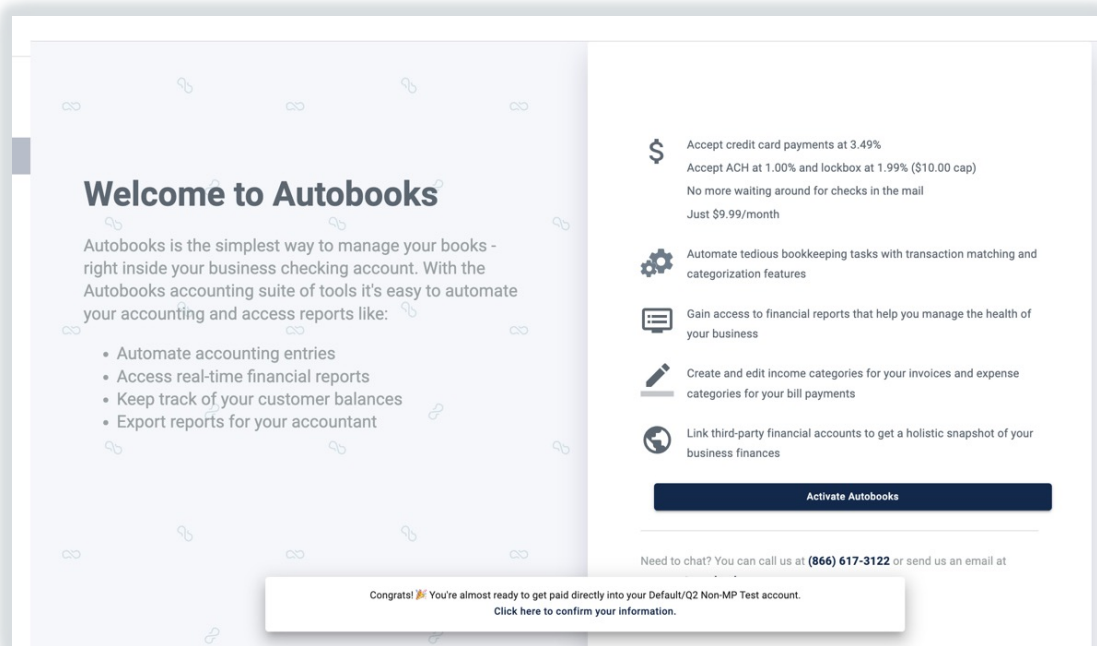 Welcome to Autobooks
Autobooks is the simplest way to manage your books -
right inside your business checking account. With the
Autobooks accounting suite of tools it's easy to automate
your accounting and access reports like:
• Automate accounting entries
• Access real-time financial reports
• Keep track of your customer balances
• Export reports for your accountant
Accept credit card payments at 3.49%
Accept ACH at 1.00% and lockbox at 1.99% ($10.00 cap)
No more waiting around for checks in the mail
Just $9.99/month
Automate tedious bookkeeping tasks with transaction matching and
categorization features
Gain access to financial reports that help you manage the health of
your business
Create and edit income categories for your invoices and expense
categories for your bill payments
Link third-party financial accounts to get a holistic snapshot of your
business finances
Activate Autobooks
Need to chat? You can call us at (866) 617-3122 or send us an email at
Congrats! 🎉 You're almost ready to get paid directly into your Default/Q2 Non-MP Test account.
Click here to confirm your information.